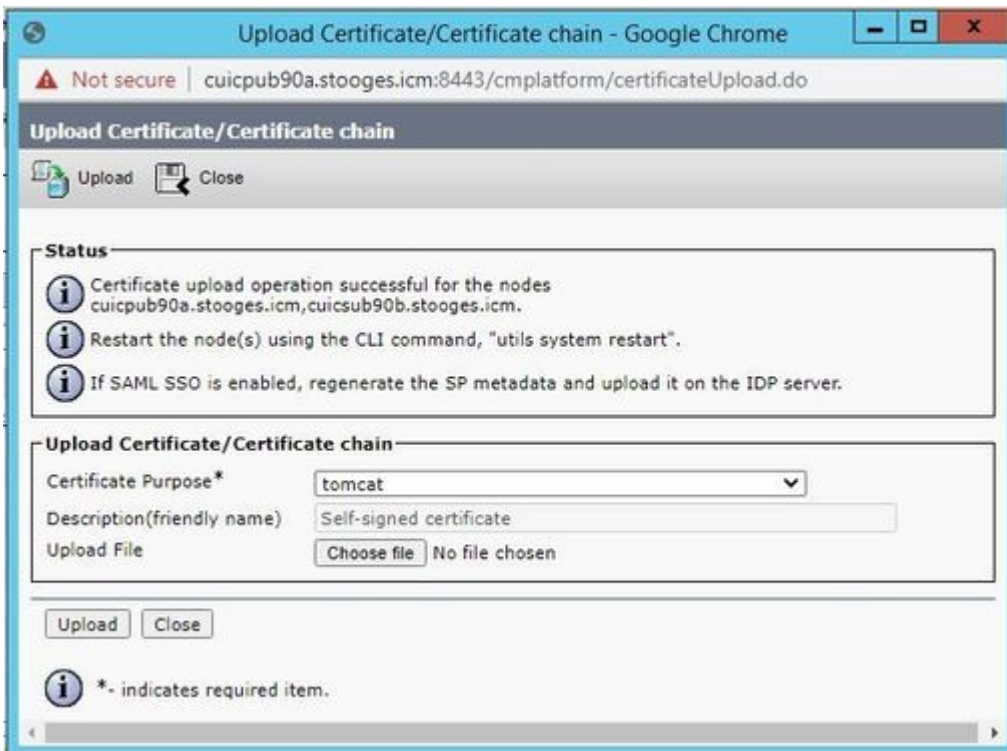 Upload Certificate/Certificate chain - Google Chrome
Not secure | cuicpub90a.stooges.icm:8443/cmplatform/certificateUpload.do
Upload Certificate/Certificate chain
Upload Close
Status
Certificate upload operation successful for the nodes
cuicpub90a.stooges.icm,cuicsub90b.stooges.icm.
Restart the node(s) using the CLI command, "utils system restart".
If SAML SSO is enabled, regenerate the SP metadata and upload it on the IDP server.
Upload Certificate/Certificate chain
Certificate Purpose* tomcat
Description(friendly name) Self-signed certificate
Upload File Choose file No file chosen
Upload Close
*- indicates required item.